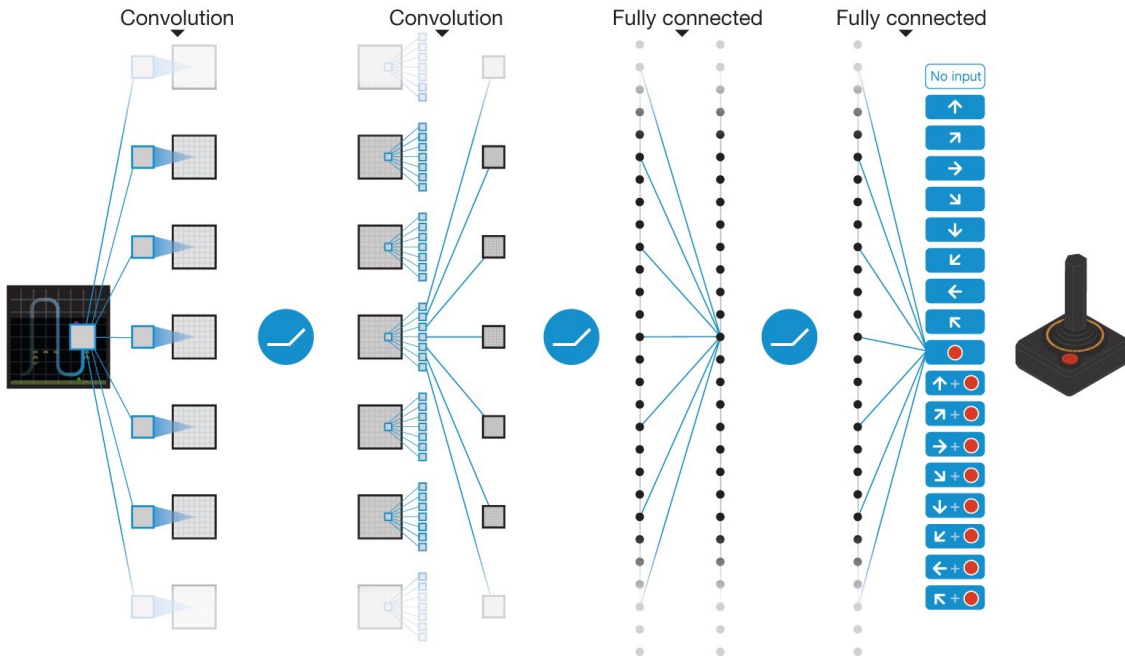 Convolution
Convolution
Fully connected
Fully connected
No input
+
+
+
+
+
+
+
+